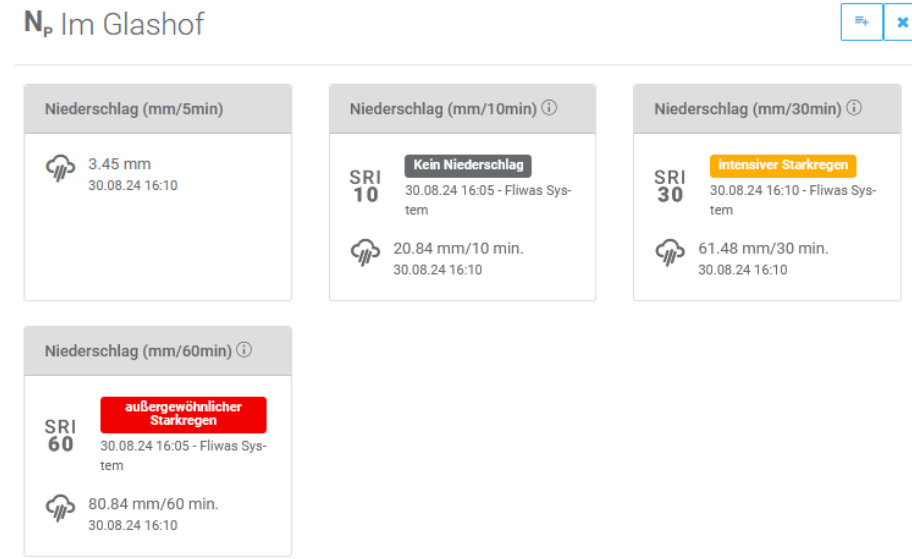 NP Im Glashof
Niederschlag (mm/5min)
3.45 mm
30.08.24 16:10
Niederschlag (mm/10min)
SRI
10
Kein Niederschlag
30.08.24 16:05 - Fliwas Sys-
tem
20.84 mm/10 min.
30.08.24 16:10
Niederschlag (mm/30min)
SRI
30
intensiver Starkregen
30.08.24 16:10 - Fliwas Sys-
tem
61.48 mm/30 min.
30.08.24 16:10
Niederschlag (mm/60min)
SRI
60
außergewöhnlicher
Starkregen
30.08.24 16:05 - Fliwas Sys-
tem
80.84 mm/60 min.
30.08.24 16:10